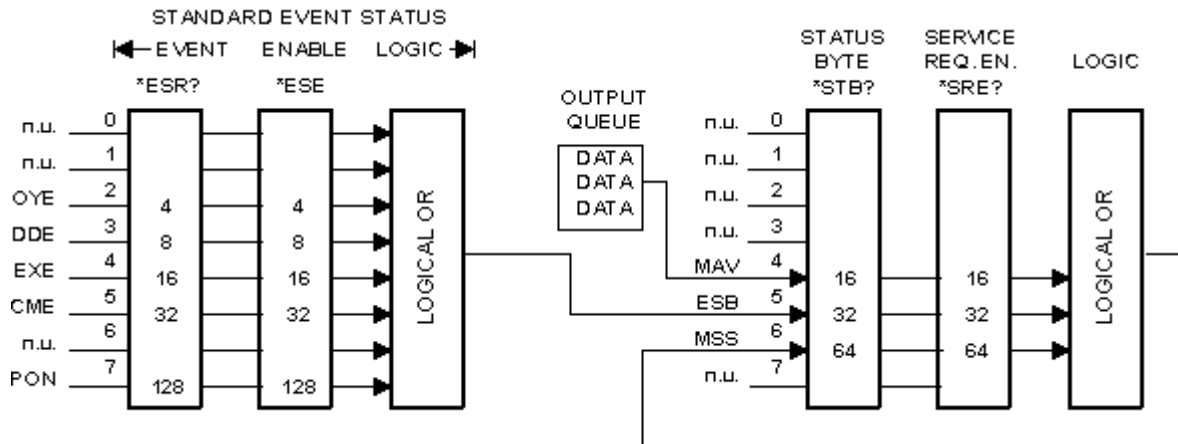 STANDARD EVENT STATUS
EVENT ENABLE LOGIC
*ESR? *ESE
n.u. 0
n.u. 1
OYE 2 4 4
DDE 3 8 8
EXE 4 16 16
CME 5 32 32
n.u. 6
PON 7 128 128
LOGICAL OR
OUTPUT
QUEUE
DATA
DATA
DATA
STATUS
BYTE
*STB?
SERVICE
REQ.EN.
*SRE?
LOGIC
n.u. 0
n.u. 1
n.u. 2
n.u. 3
MAV 4 16 16
ESB 5 32 32
MSS 6 64 64
n.u. 7
LOGICAL OR